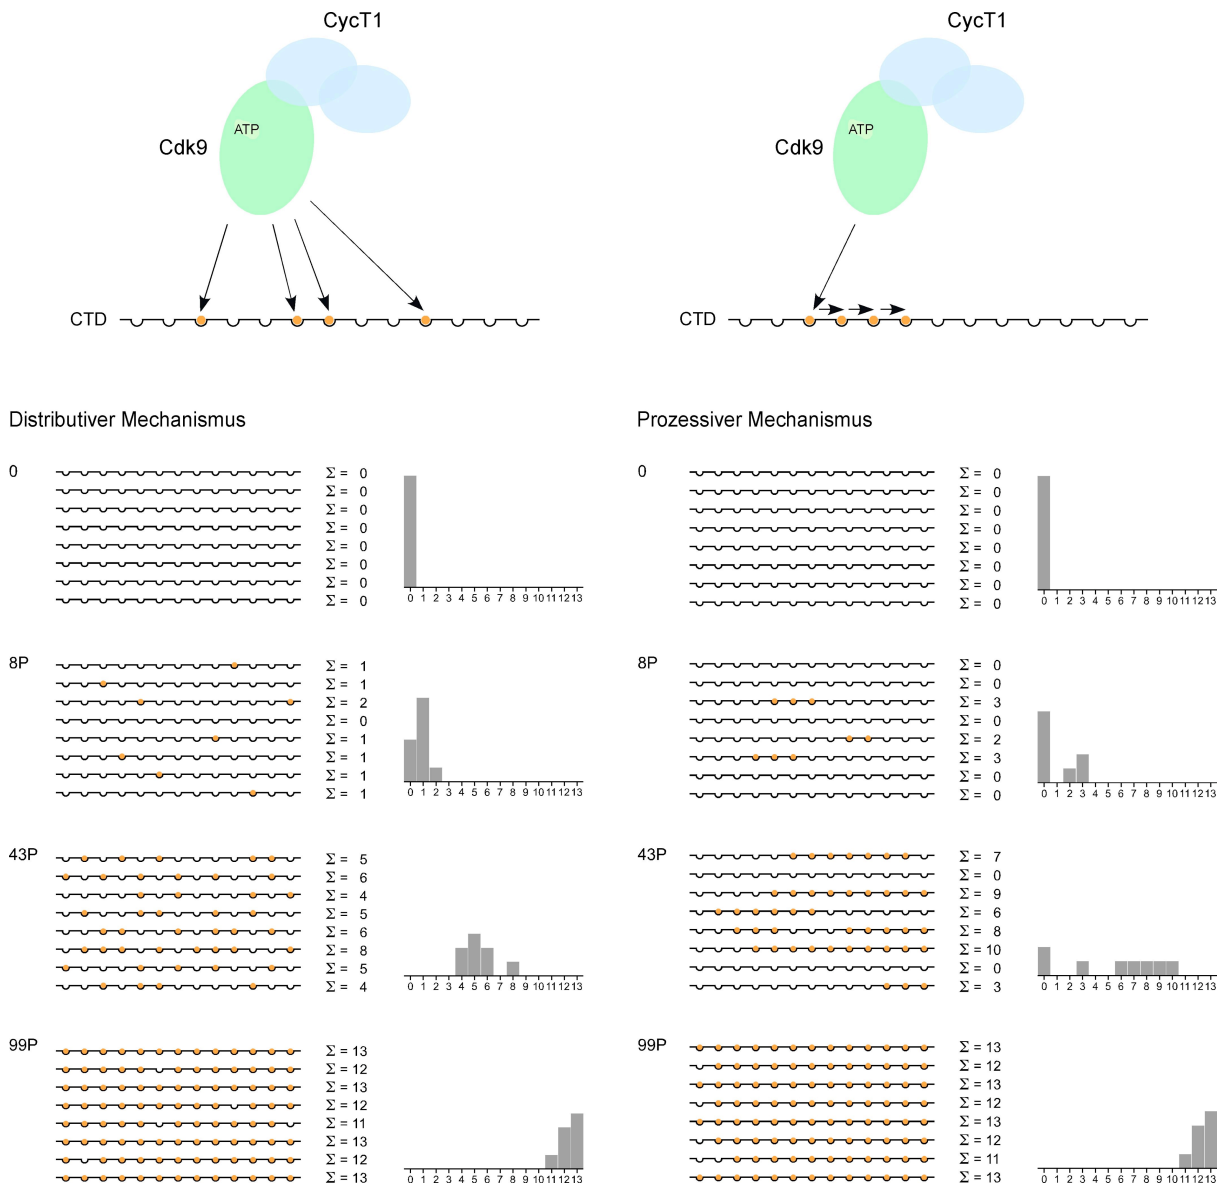 CycT1 CycT1
ATP ATP
Cdk9 Cdk9
CTD CTD
Distributiver Mechanismus Prozessiver Mechanismus
0 Σ = 0 0 Σ = 0
Σ = 0 Σ = 0
Σ = 0 Σ = 0
Σ = 0 Σ = 0
Σ = 0 Σ = 0
Σ = 0 Σ = 0
Σ = 0 Σ = 0
Σ = 0 Σ = 0
0 1 2 3 4 5 6 7 8 9 10 11 12 13 0 1 2 3 4 5 6 7 8 9 10 11 12 13
8P Σ = 1 8P Σ = 0
Σ = 1 Σ = 0
Σ = 2 Σ = 3
Σ = 0 Σ = 0
Σ = 1 Σ = 2
Σ = 1 Σ = 3
Σ = 1 Σ = 0
Σ = 1 Σ = 0
0 1 2 3 4 5 6 7 8 9 10 11 12 13 0 1 2 3 4 5 6 7 8 9 10 11 12 13
43P Σ = 5 43P Σ = 7
Σ = 6 Σ = 0
Σ = 4 Σ = 9
Σ = 5 Σ = 6
Σ = 6 Σ = 8
Σ = 8 Σ = 10
Σ = 5 Σ = 0
Σ = 4 Σ = 3
0 1 2 3 4 5 6 7 8 9 10 11 12 13 0 1 2 3 4 5 6 7 8 9 10 11 12 13
99P Σ = 13 99P Σ = 13
Σ = 12 Σ = 12
Σ = 13 Σ = 13
Σ = 12 Σ = 12
Σ = 11 Σ = 13
Σ = 13 Σ = 12
Σ = 12 Σ = 11
Σ = 13 Σ = 13
0 1 2 3 4 5 6 7 8 9 10 11 12 13 0 1 2 3 4 5 6 7 8 9 10 11 12 13